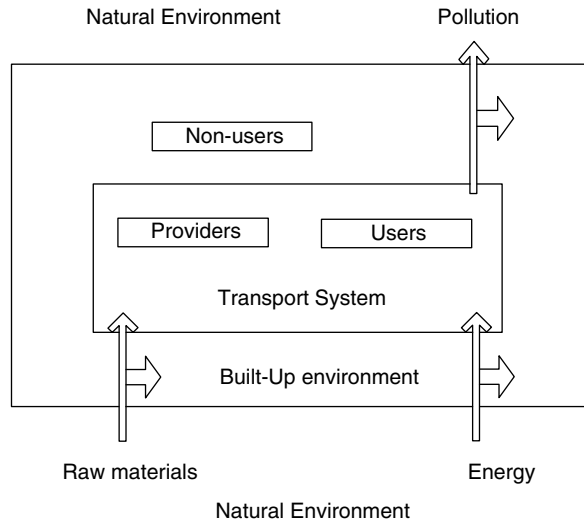 Natural Environment
Pollution
Non-users
Providers
Users
Transport System
Built-Up environment
Raw materials
Energy
Natural Environment